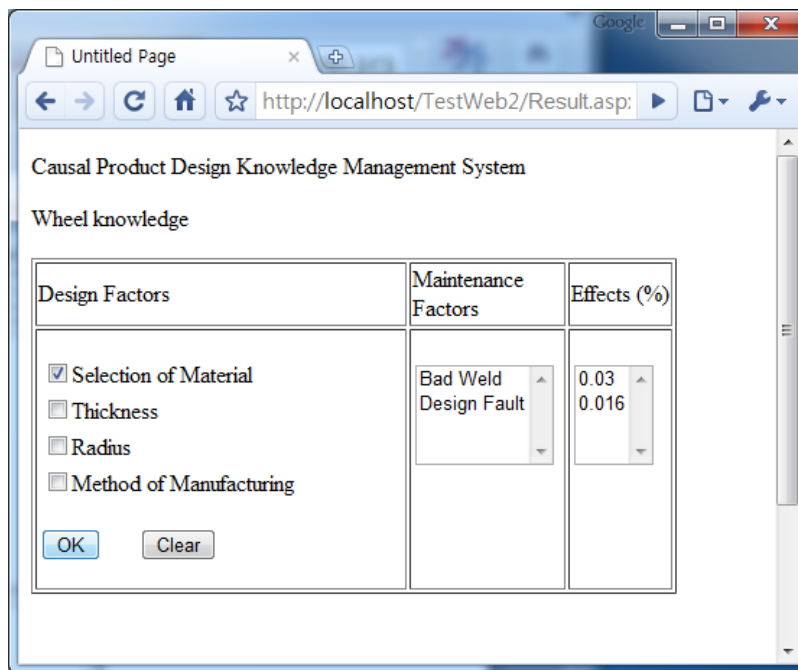 Google
Untitled Page
http://localhost/TestWeb2/Result.asp
Causal Product Design Knowledge Management System
Wheel knowledge
Design Factors
Maintenance
Factors
Effects (%)
Selection of Material
Thickness
Radius
Method of Manufacturing
OK
Clear
Bad Weld
Design Fault
0.03
0.016